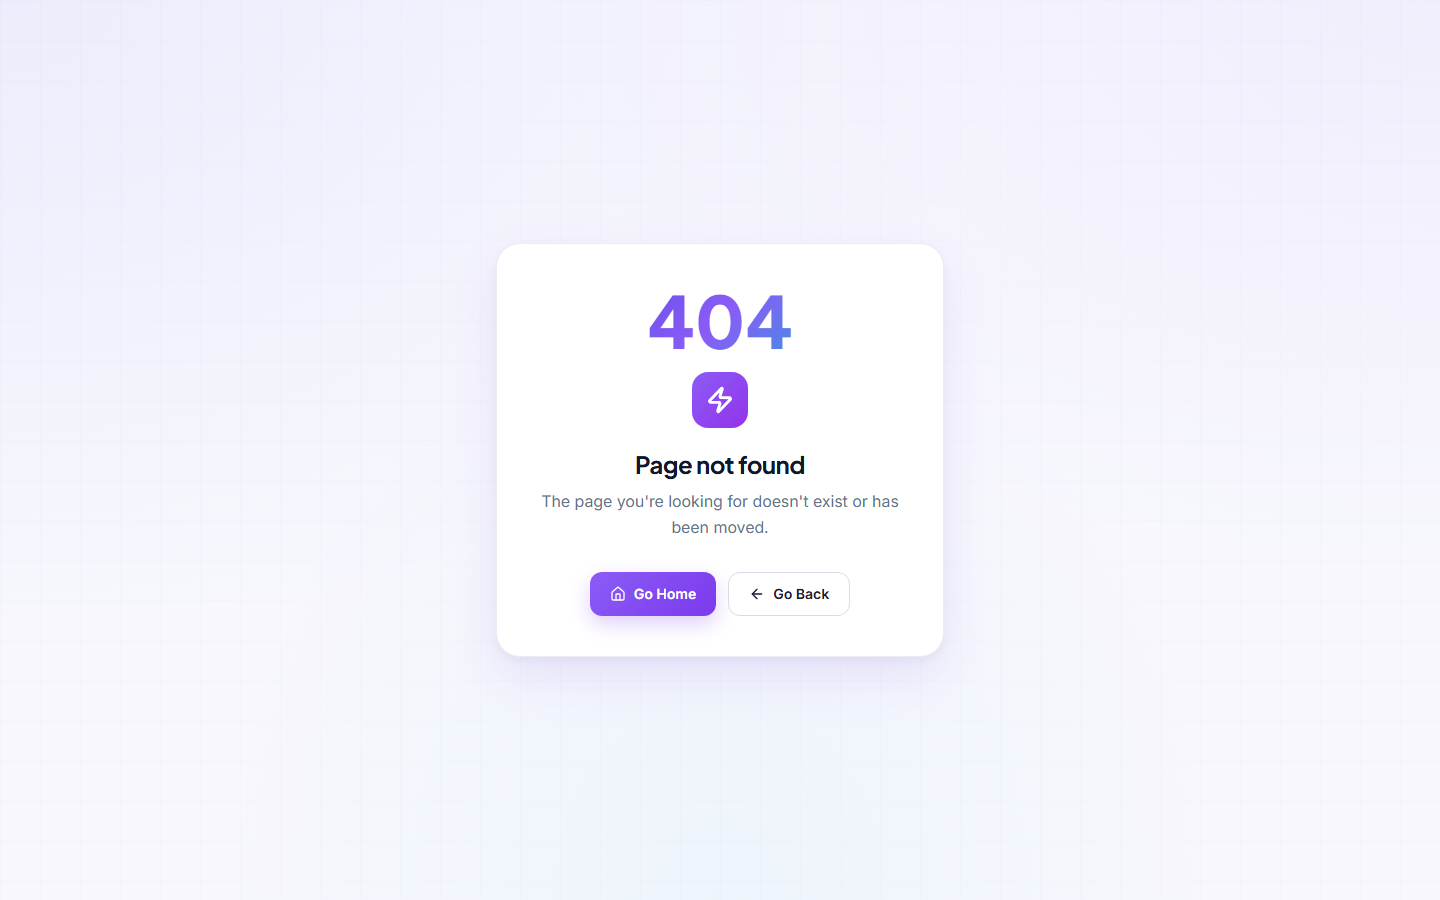 404
Page not found
The page you're looking for doesn't exist or has
been moved.
Go Home
Go Back